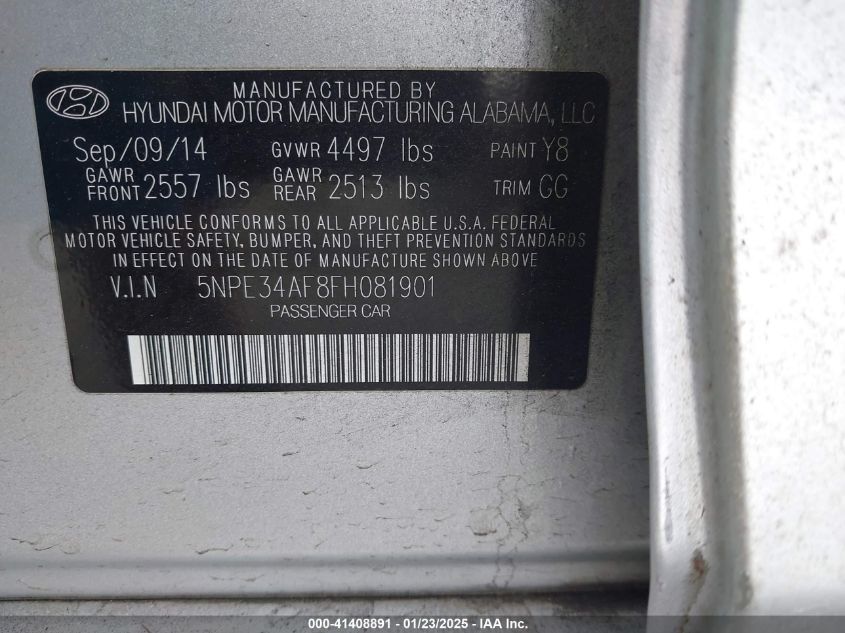 MANUFACTURED BY
HYUNDAI MOTOR MANUFACTURING ALABAMA, LLC
Sep/09/14 GVWR 4497 lbs PAINT Y8
GAWR FRONT 2557 lbs GAWR REAR 2513 lbs TRIM GG
THIS VEHICLE CONFORMS TO ALL APPLICABLE U.S.A. FEDERAL
MOTOR VEHICLE SAFETY, BUMPER, AND THEFT PREVENTION STANDARDS
IN EFFECT ON THE DATE OF MANUFACTURE SHOWN ABOVE
V.I.N 5NPE34AF8FH081901
PASSENGER CAR
000-41408891 - 01/23/2025 - IAA Inc.